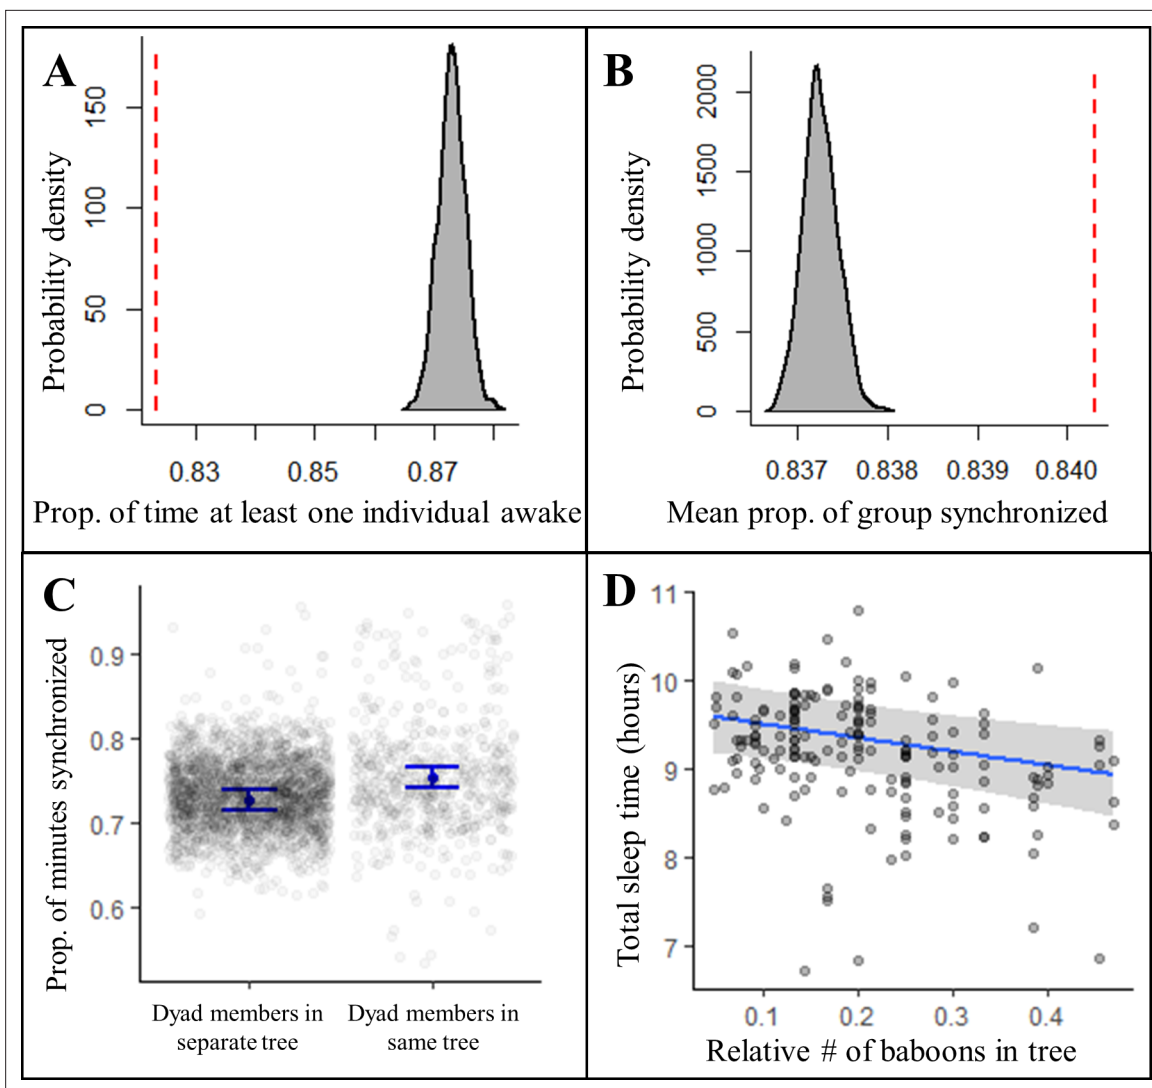 A
Probability density
0
50
100
150
0.83
0.85
0.87
Prop. of time at least one individual awake
B
Probability density
0
500
1000
1500
2000
0.837
0.838
0.839
0.840
Mean prop. of group synchronized
C
Prop. of minutes synchronized
0.9
0.8
0.7
0.6
Dyad members in
separate tree
Dyad members in
same tree
D
Total sleep time (hours)
11
10
9
8
7
0.1
0.2
0.3
0.4
Relative # of baboons in tree